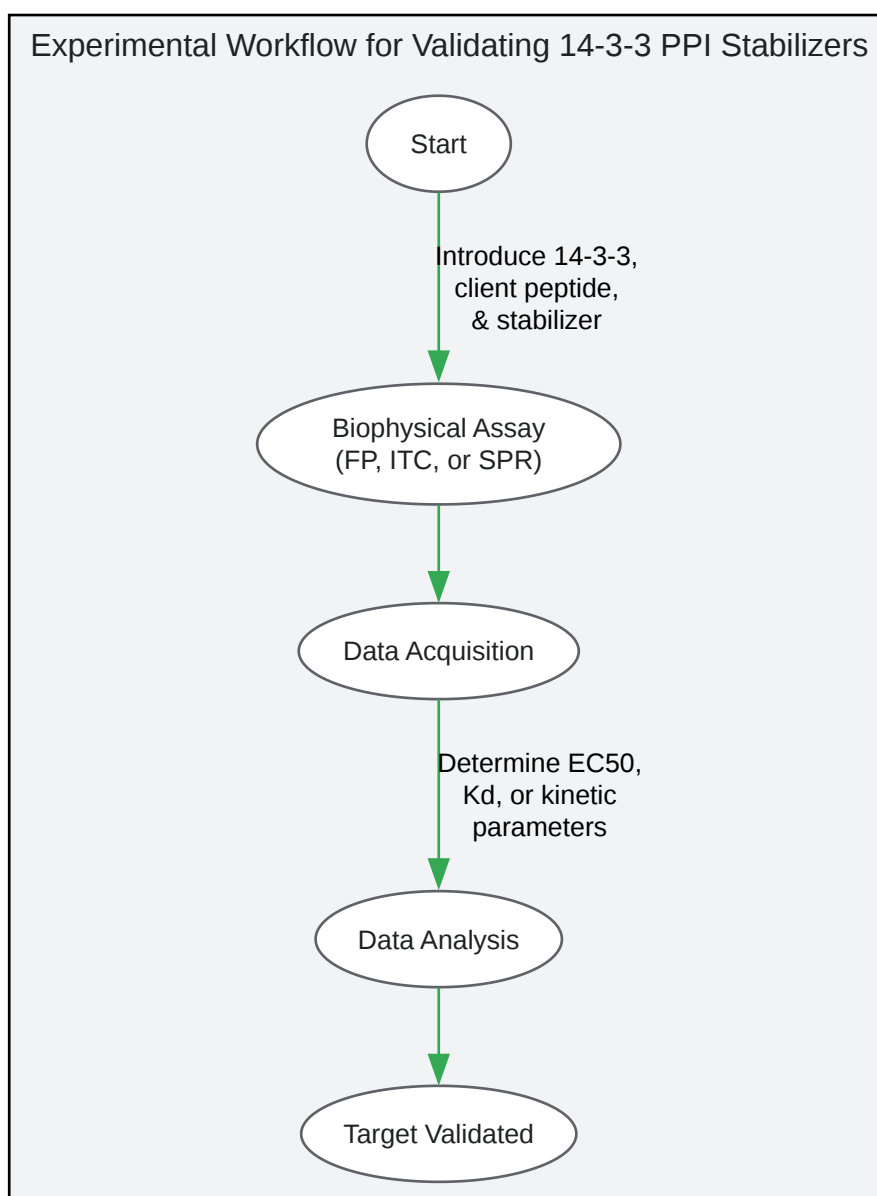 Experimental Workflow for Validating 14-3-3 PPI Stabilizers
Start
Introduce 14-3-3,
client peptide,
& stabilizer
Biophysical Assay
(FP, ITC, or SPR)
Data Acquisition
Determine EC50,
Kd, or kinetic
parameters
Data Analysis
Target Validated